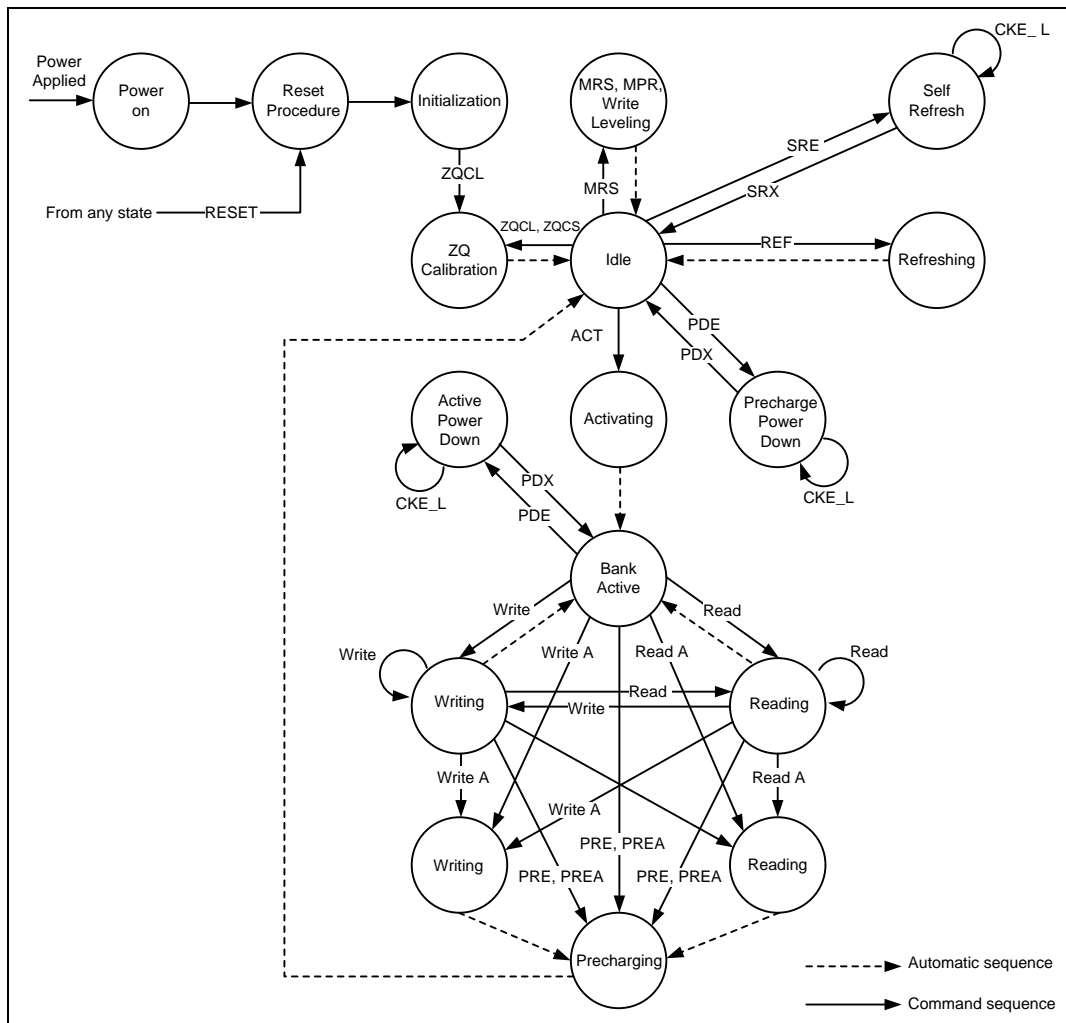 CKE_ L
Power
Applied
Power
on
Reset
Procedure
Initialization
MRS, MPR,
Write
Leveling
Self
Refresh
SRE
ZQCL
MRS
SRX
From any state
RESET
ZQCL, ZQCS
REF
ZQ
Calibration
Idle
Refreshing
PDE
ACT
PDX
Active
Power
Down
Activating
Precharge
Power
Down
PDX
CKE_L
CKE_L
PDE
Bank
Active
Write
Read
Write
Write A
Read A
Read
Writing
Read
Write
Reading
Write A
Read A
Write A
Writing
PRE, PREA
Reading
PRE, PREA
PRE, PREA
Precharging
Automatic sequence
Command sequence